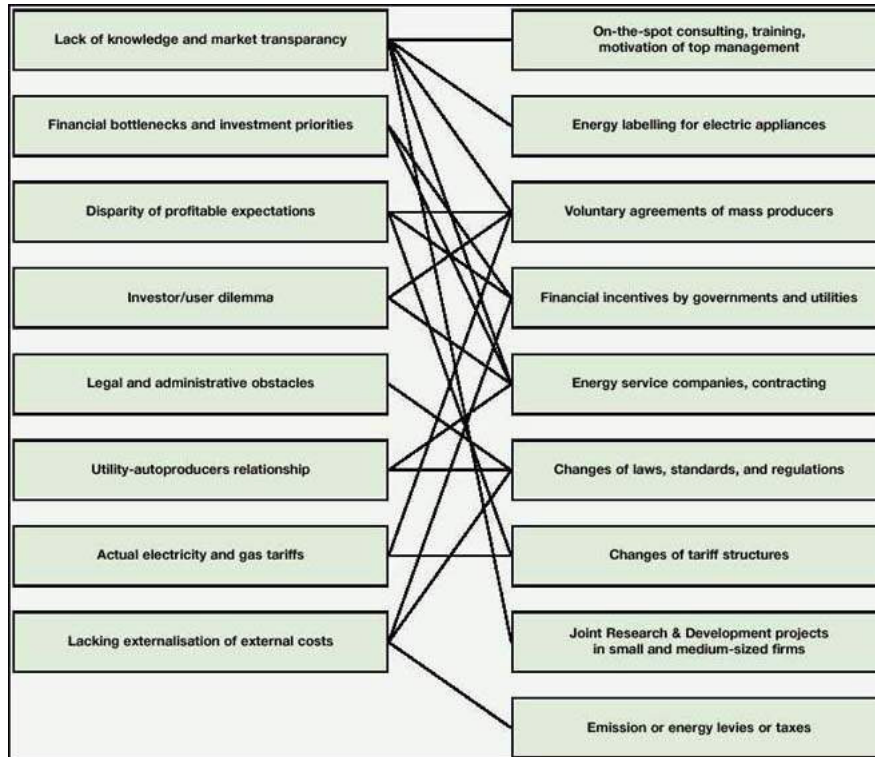 Lack of knowledge and market transparancy
Financial bottlenecks and investment priorities
Disparity of profitable expectations
Investor/user dilemma
Legal and administrative obstacles
Utility-autoproducers relationship
Actual electricity and gas tariffs
Lacking externalisation of external costs
On-the-spot consulting, training,
motivation of top management
Energy labelling for electric appliances
Voluntary agreements of mass producers
Financial incentives by governments and utilities
Energy service companies, contracting
Changes of laws, standards, and regulations
Changes of tariff structures
Joint Research & Development projects
in small and medium-sized firms
Emission or energy levies or taxes